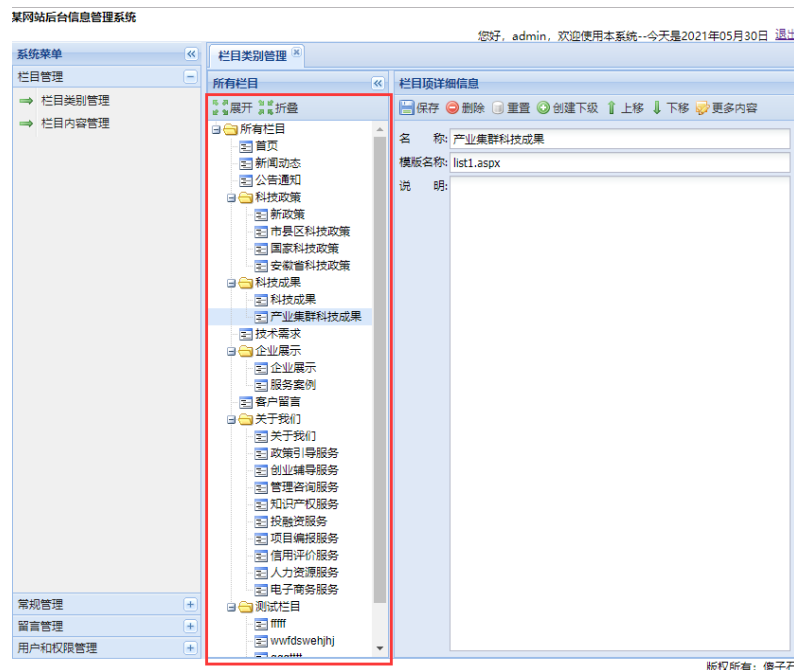 某网站后台信息管理系统
您好，admin，欢迎使用本系统--今天是2021年05月30日 退出
系统菜单
栏目管理
栏目类别管理
栏目内容管理
常规管理
留言管理
用户和权限管理
栏目类别管理
所有栏目
展开 折叠
所有栏目
首页
新闻动态
公告通知
科技政策
新政策
市县区科技政策
国家科技政策
安徽省科技政策
科技成果
科技成果
产业集群科技成果
技术需求
企业展示
企业展示
服务案例
客户留言
关于我们
关于我们
政策引导服务
创业辅导服务
管理咨询服务
知识产权服务
投融资服务
项目编报服务
信用评价服务
人力资源服务
电子商务服务
测试栏目
fffff
wwfdswehjhj
栏目项详细信息
保存 删除 重置 创建下级 上移 下移 更多内容
名 称: 产业集群科技成果
模版名称: list1.aspx
说 明:
版权所有：傻子石